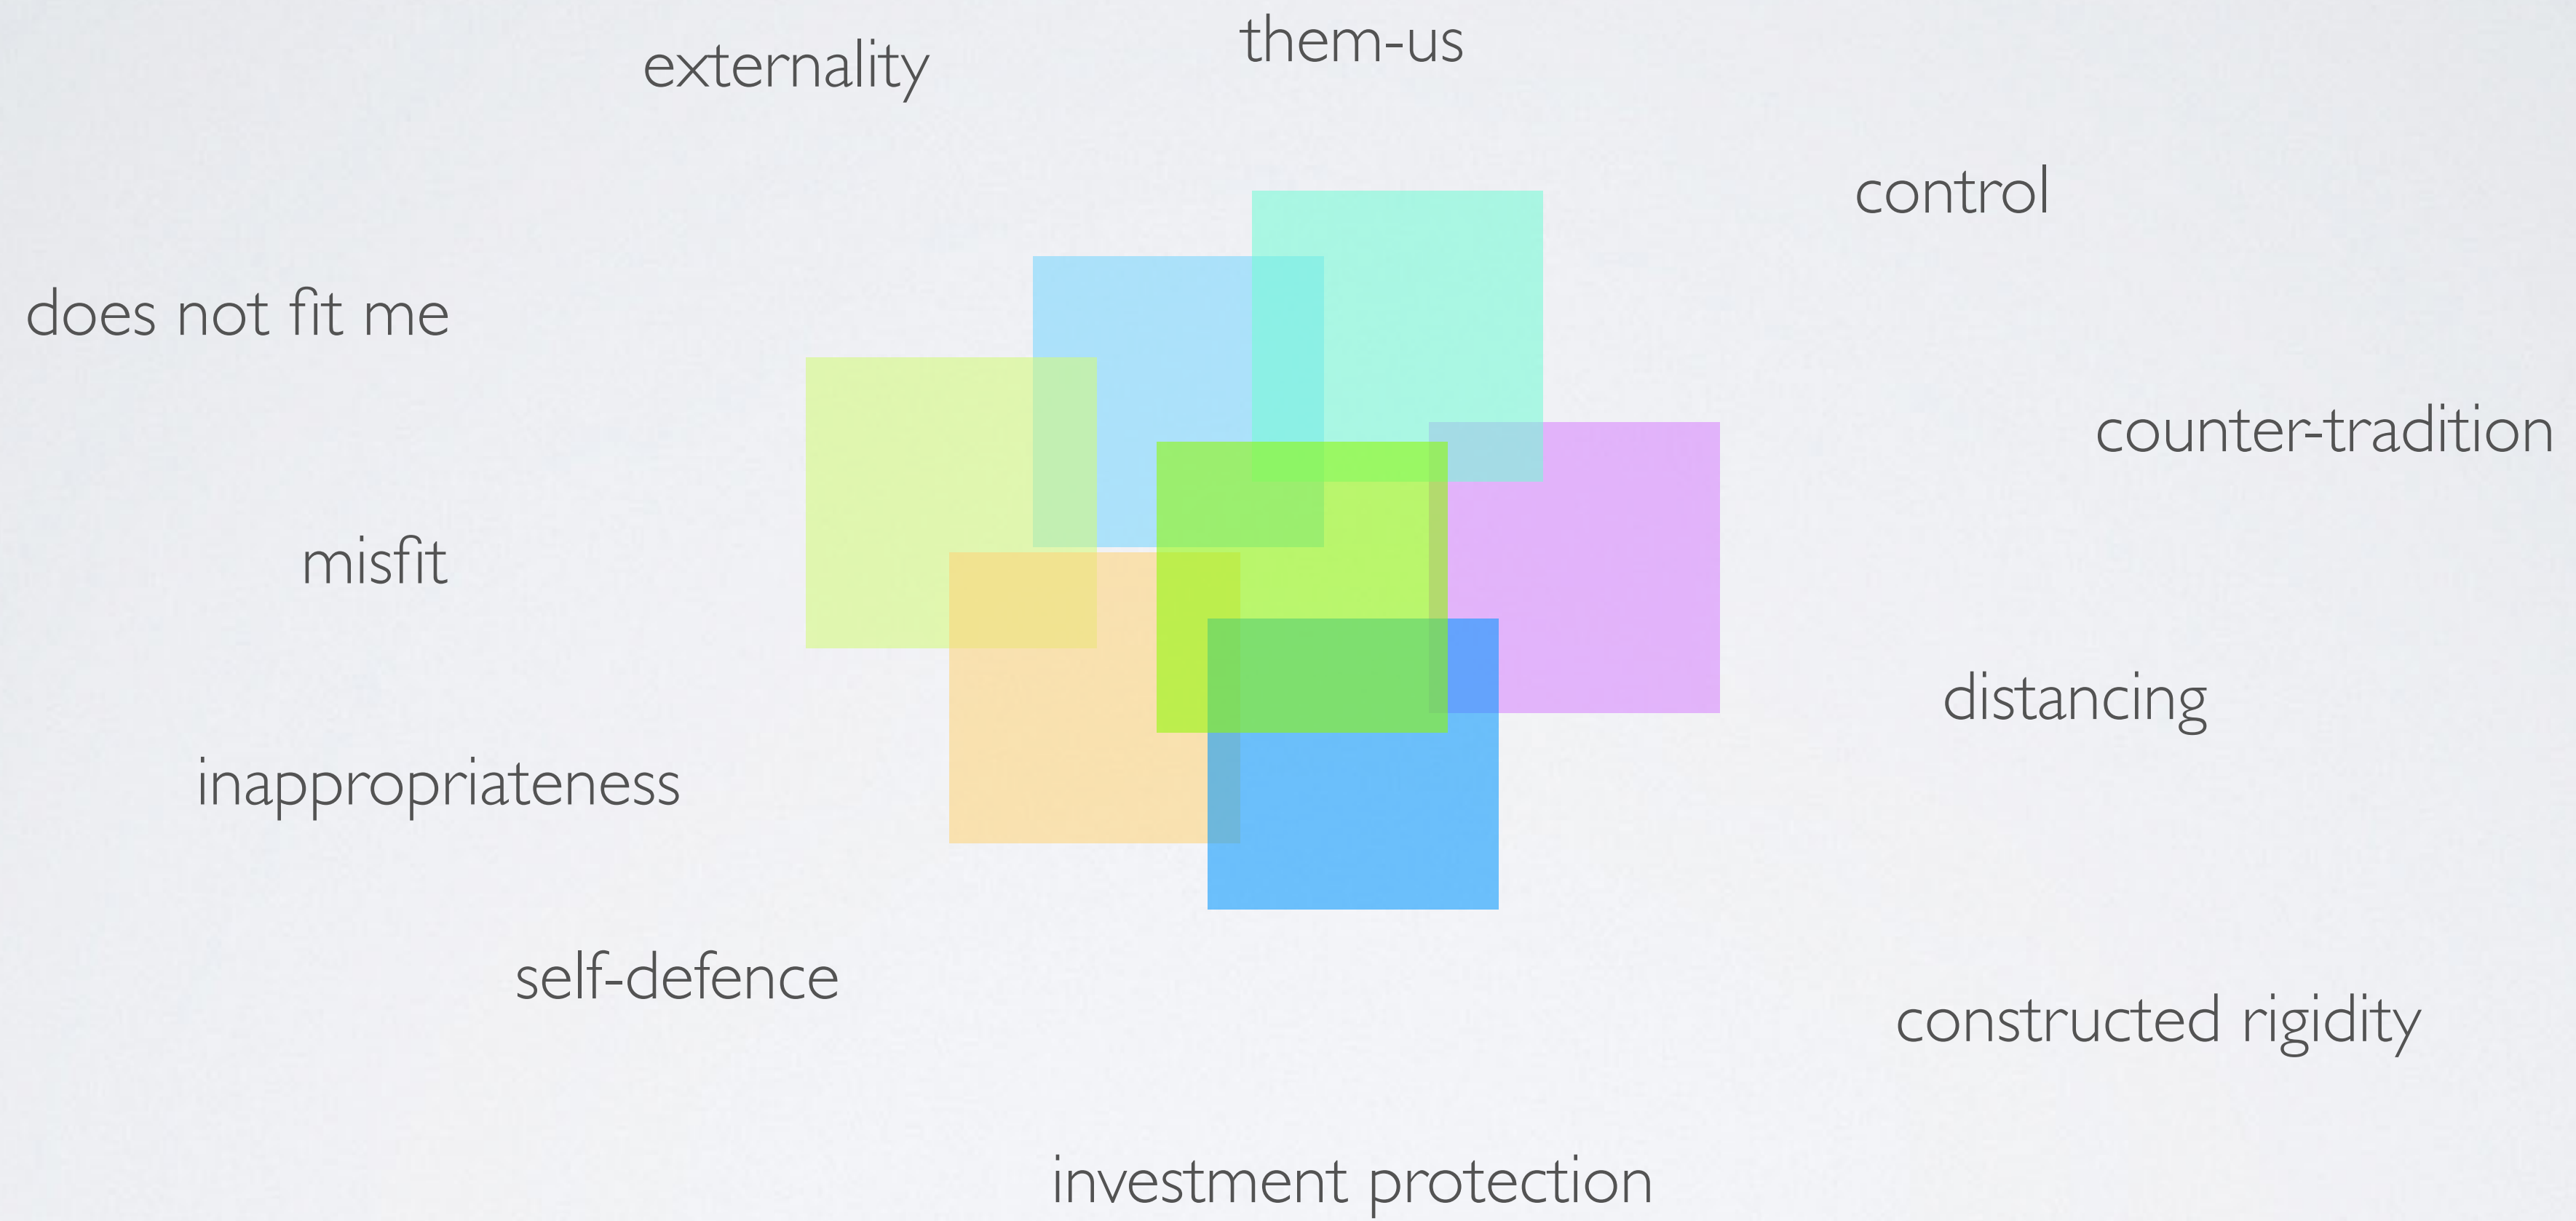 them-us
externality
control
does not fit me
counter-tradition
misfit
distancing
inappropriateness
self-defence
constructed rigidity
investment protection